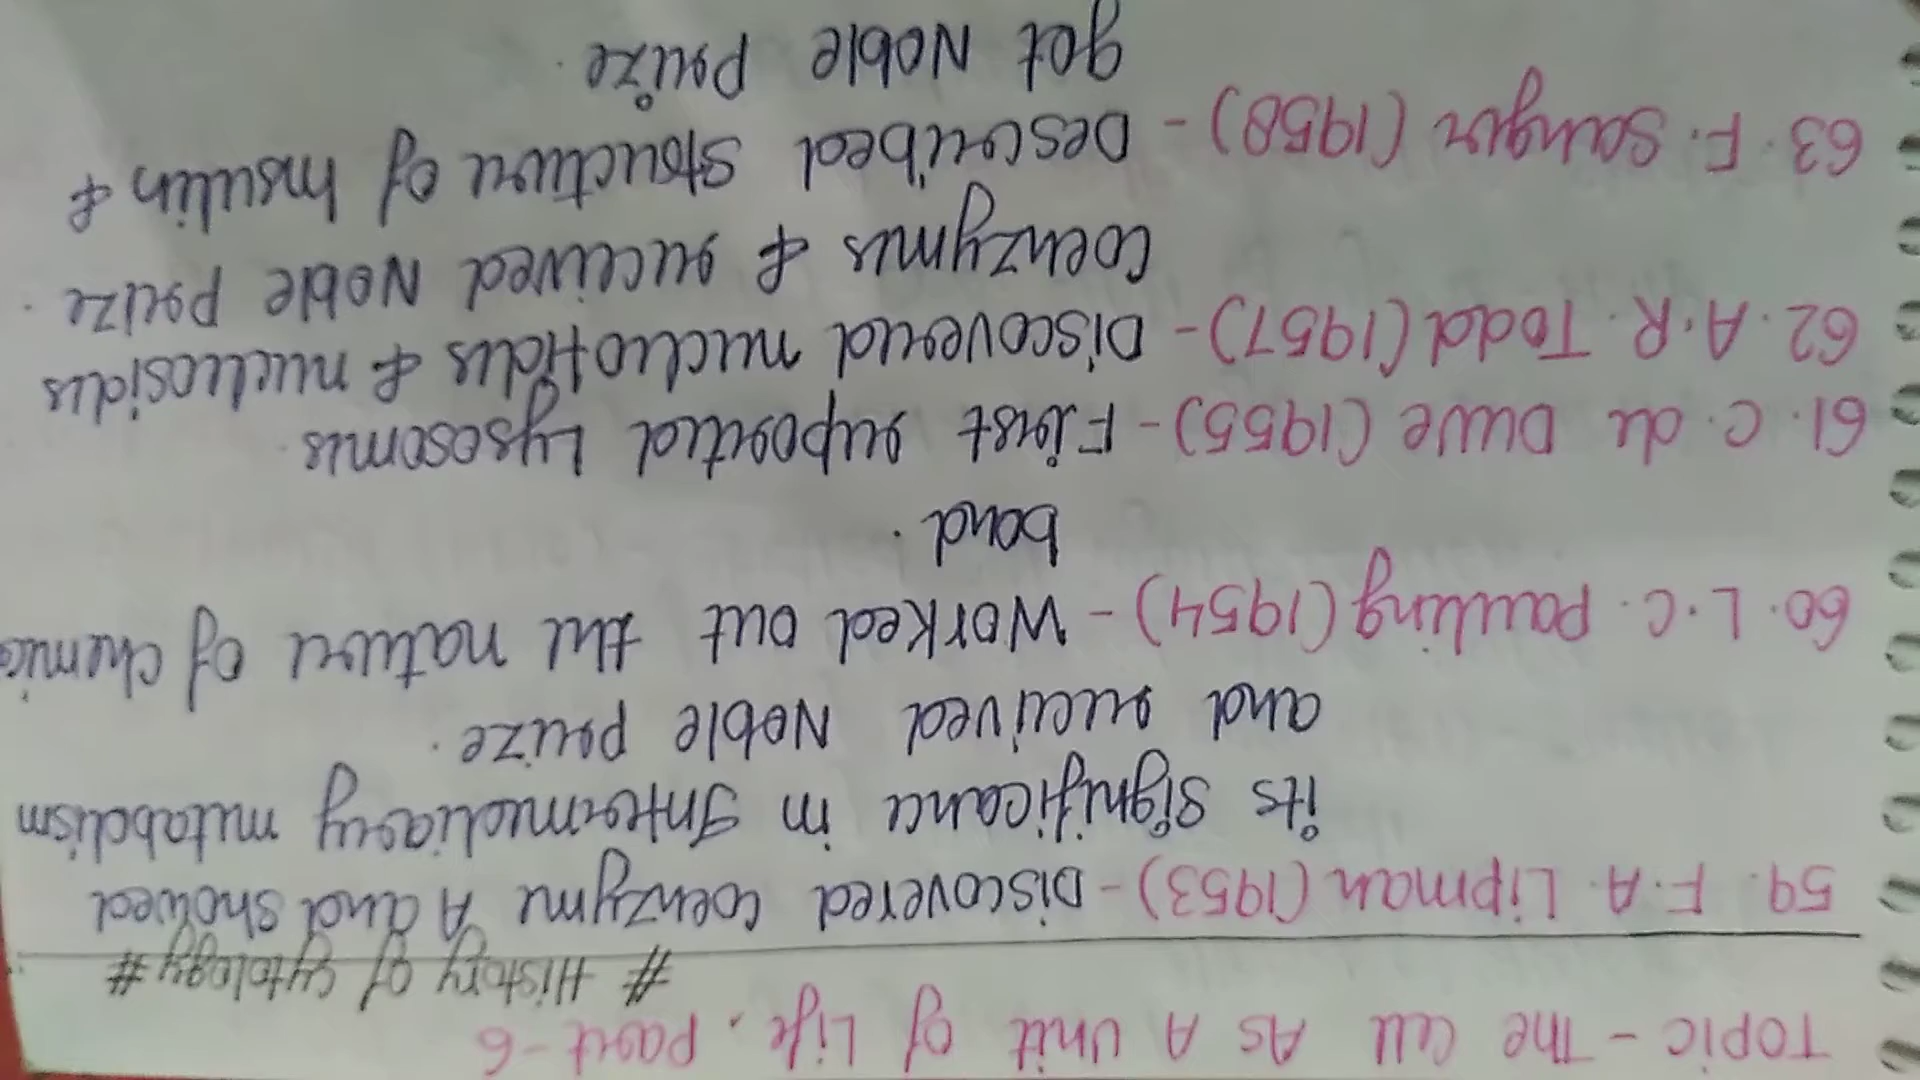 Topic - The Cell As A Unit of Life. Part-6
# History of cytology #
59. F.A. Lipman (1953) - Discovered Coenzyme A and showed
its significance in Intermediary metabolism
and received Noble prize.
60. L.C. Pauling (1954) - Worked out the nature of chemic
bond.
61. C. de Duve (1955) - First reported Lysosomes.
62. A.R. Todd (1957) - Discovered nucleotides & nucleosides
Coenzymes & received Noble prize.
63. F. Sanger (1958) - Described structure of Insulin &
got Noble Prize.